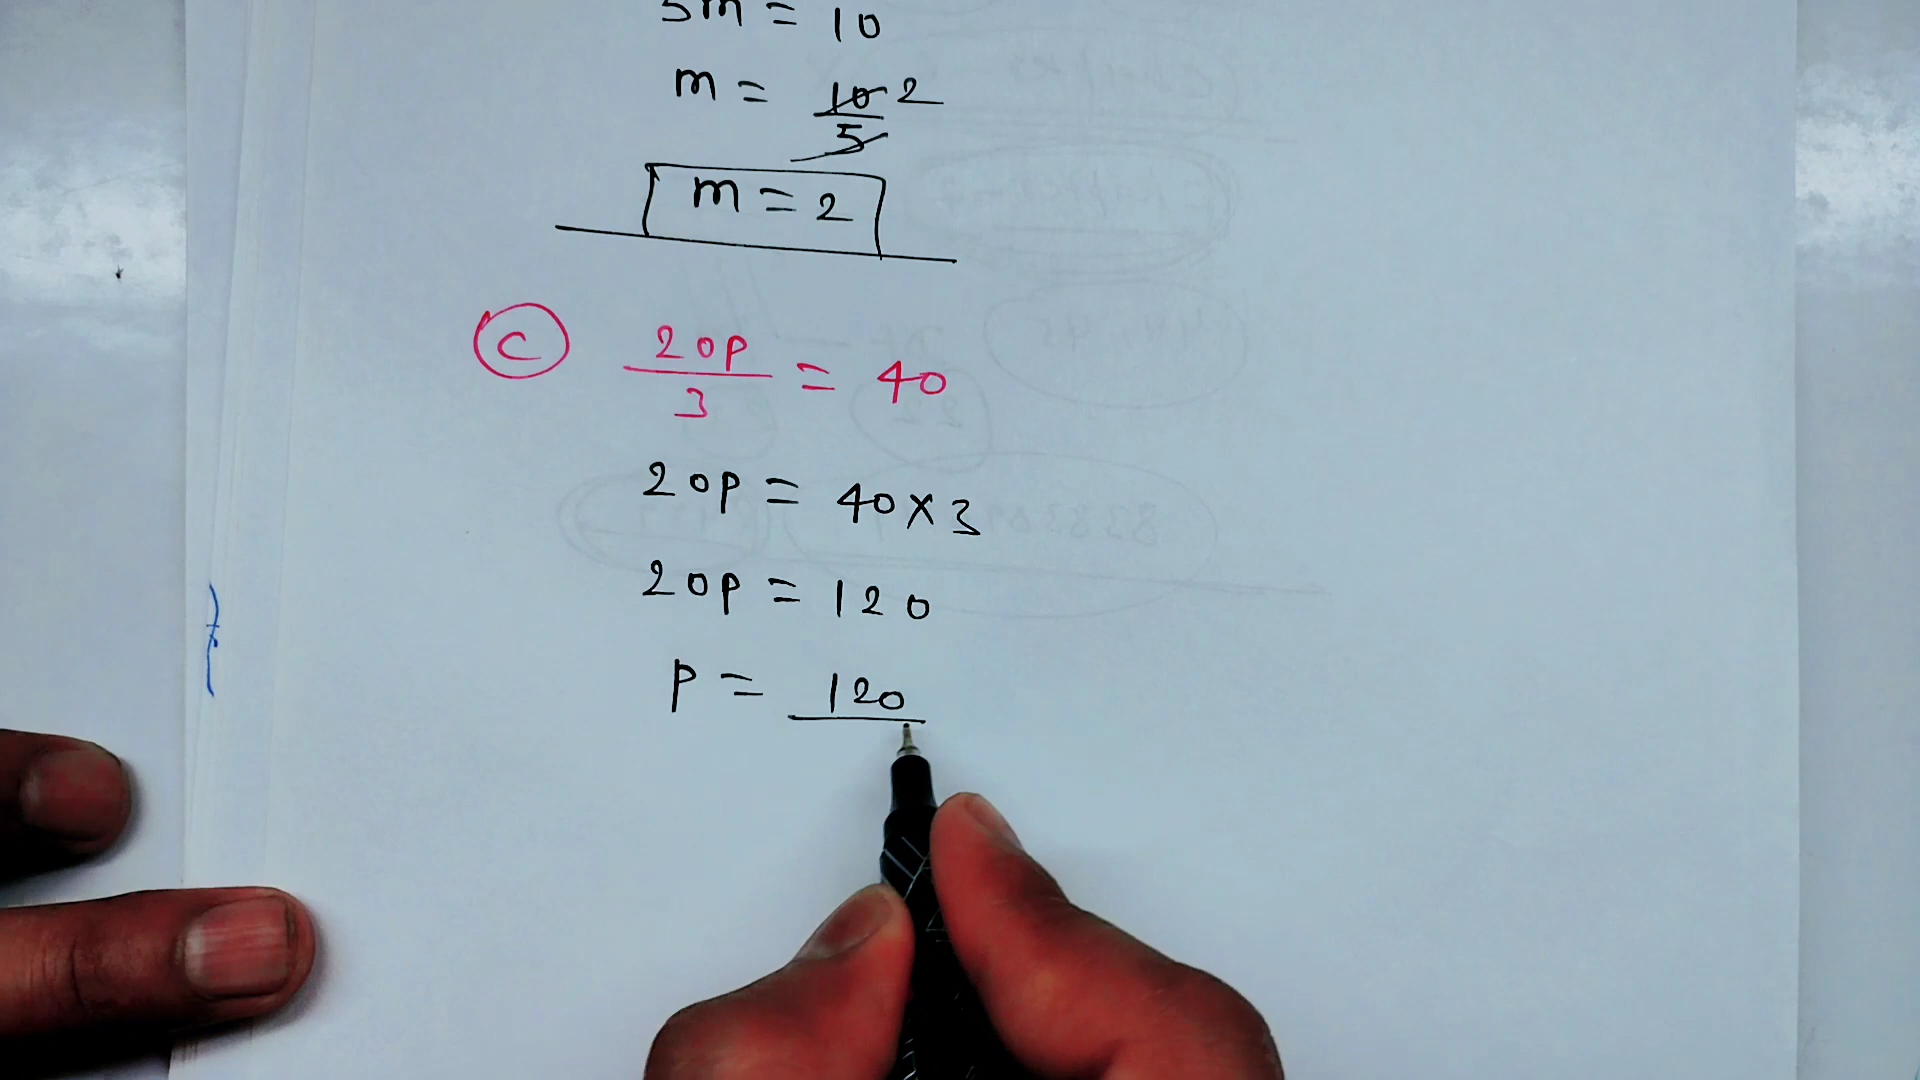 5m = 10
m = 10/5 2
m = 2
C 20p/3 = 40
20p = 40 × 3
20p = 120
p = 120